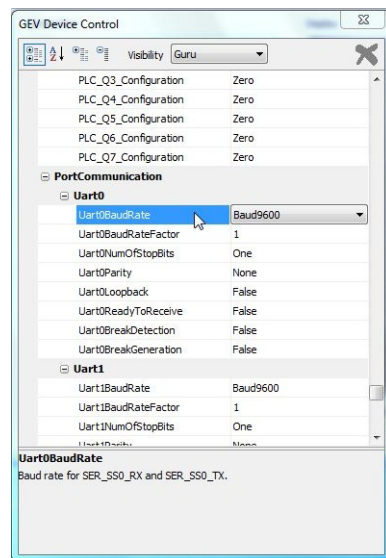 GEV Device Control
Visibility Guru
PLC_Q3_Configuration Zero
PLC_Q4_Configuration Zero
PLC_Q5_Configuration Zero
PLC_Q6_Configuration Zero
PLC_Q7_Configuration Zero
PortCommunication
Uart0
Uart0BaudRate Baud9600
Uart0BaudRateFactor 1
Uart0NumOfStopBits One
Uart0Parity None
Uart0Loopback False
Uart0ReadyToReceive False
Uart0BreakDetection False
Uart0BreakGeneration False
Uart1
Uart1BaudRate Baud9600
Uart1BaudRateFactor 1
Uart1NumOfStopBits One
Uart1Parity None
Uart0BaudRate
Baud rate for SER_SS0_RX and SER_SS0_TX.